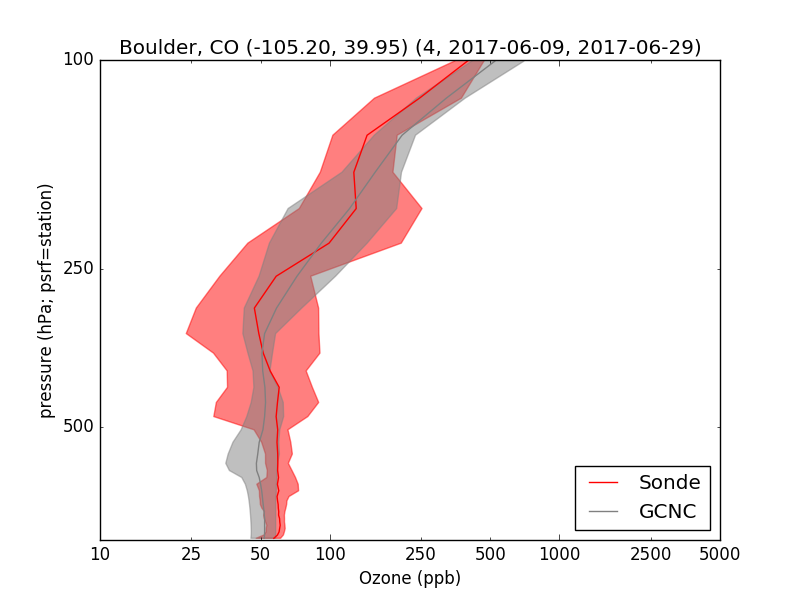 Boulder, CO (-105.20, 39.95) (4, 2017-06-09, 2017-06-29)
100
250
500
pressure (hPa; psrf=station)
Sonde
GCNC
10 25 50 100 250 500 1000 2500 5000
Ozone (ppb)